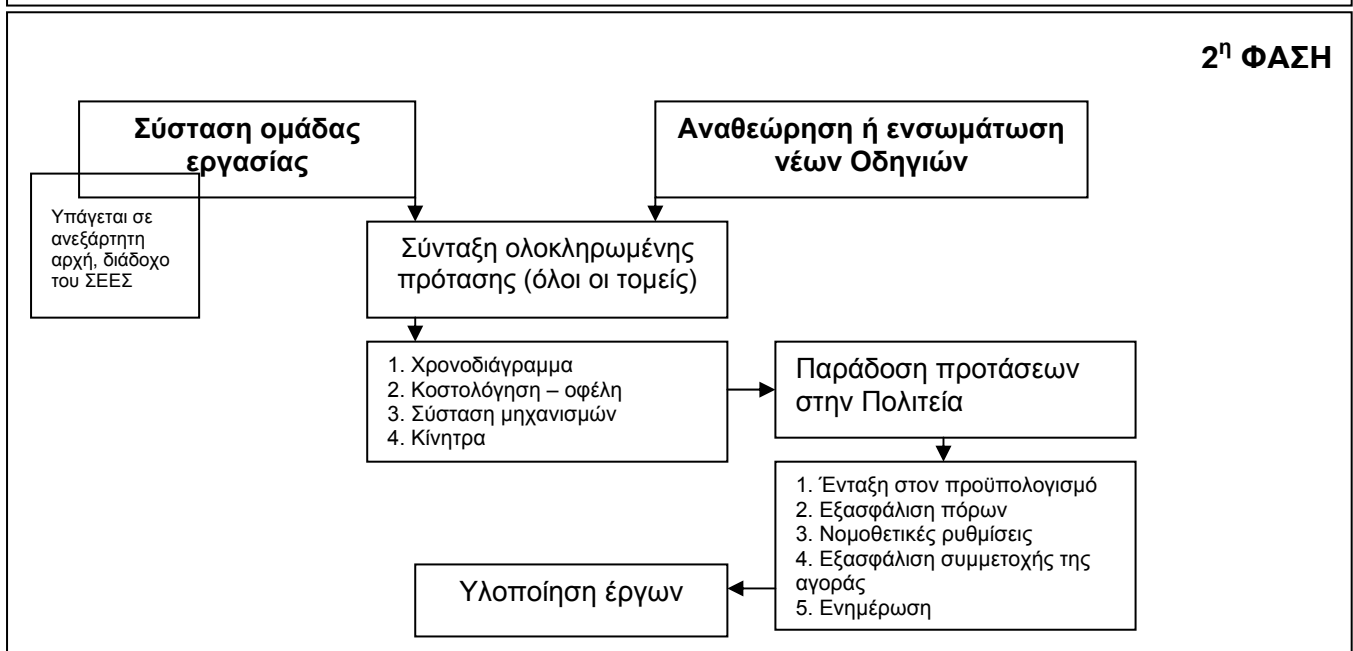 2η ΦΑΣΗ
Σύσταση ομάδας
εργασίας
Αναθεώρηση ή ενσωμάτωση
νέων Οδηγιών
Υπάγεται σε
ανεξάρτητη
αρχή, διάδοχο
του ΣΕΕΣ
Σύνταξη ολοκληρωμένης
πρότασης (όλοι οι τομείς)
1. Χρονοδιάγραμμα
2. Κοστολόγηση – οφέλη
3. Σύσταση μηχανισμών
4. Κίνητρα
Παράδοση προτάσεων
στην Πολιτεία
1. Ένταξη στον προϋπολογισμό
2. Εξασφάλιση πόρων
3. Νομοθετικές ρυθμίσεις
4. Εξασφάλιση συμμετοχής της
αγοράς
5. Ενημέρωση
Υλοποίηση έργων